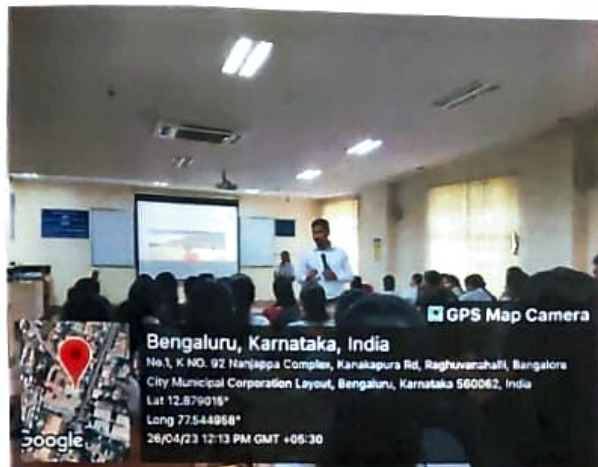 GPS Map Camera
Bengaluru, Karnataka, India
No.1, K NO. 92 Nanjappa Complex, Kanakapura Rd, Raghuvanahalli, Bangalore
City Municipal Corporation Layout, Bengaluru, Karnataka 560062, India
Lat 12.879015°
Long 77.544958°
26/04/23 12:13 PM GMT +05:30
Google